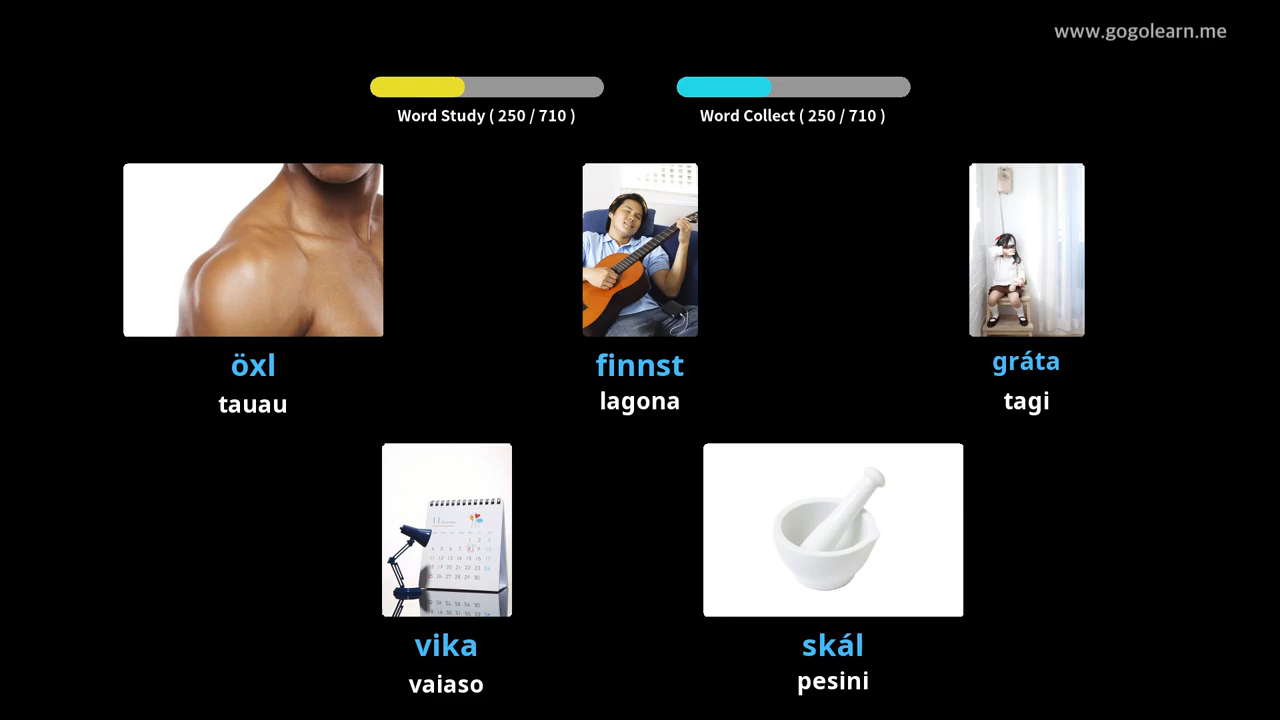 www.gogolearn.me
Word Study ( 250 / 710 )
Word Collect ( 250 / 710 )
öxl
tauau
finnst
lagona
gráta
tagi
vika
vaiaso
skál
pesini